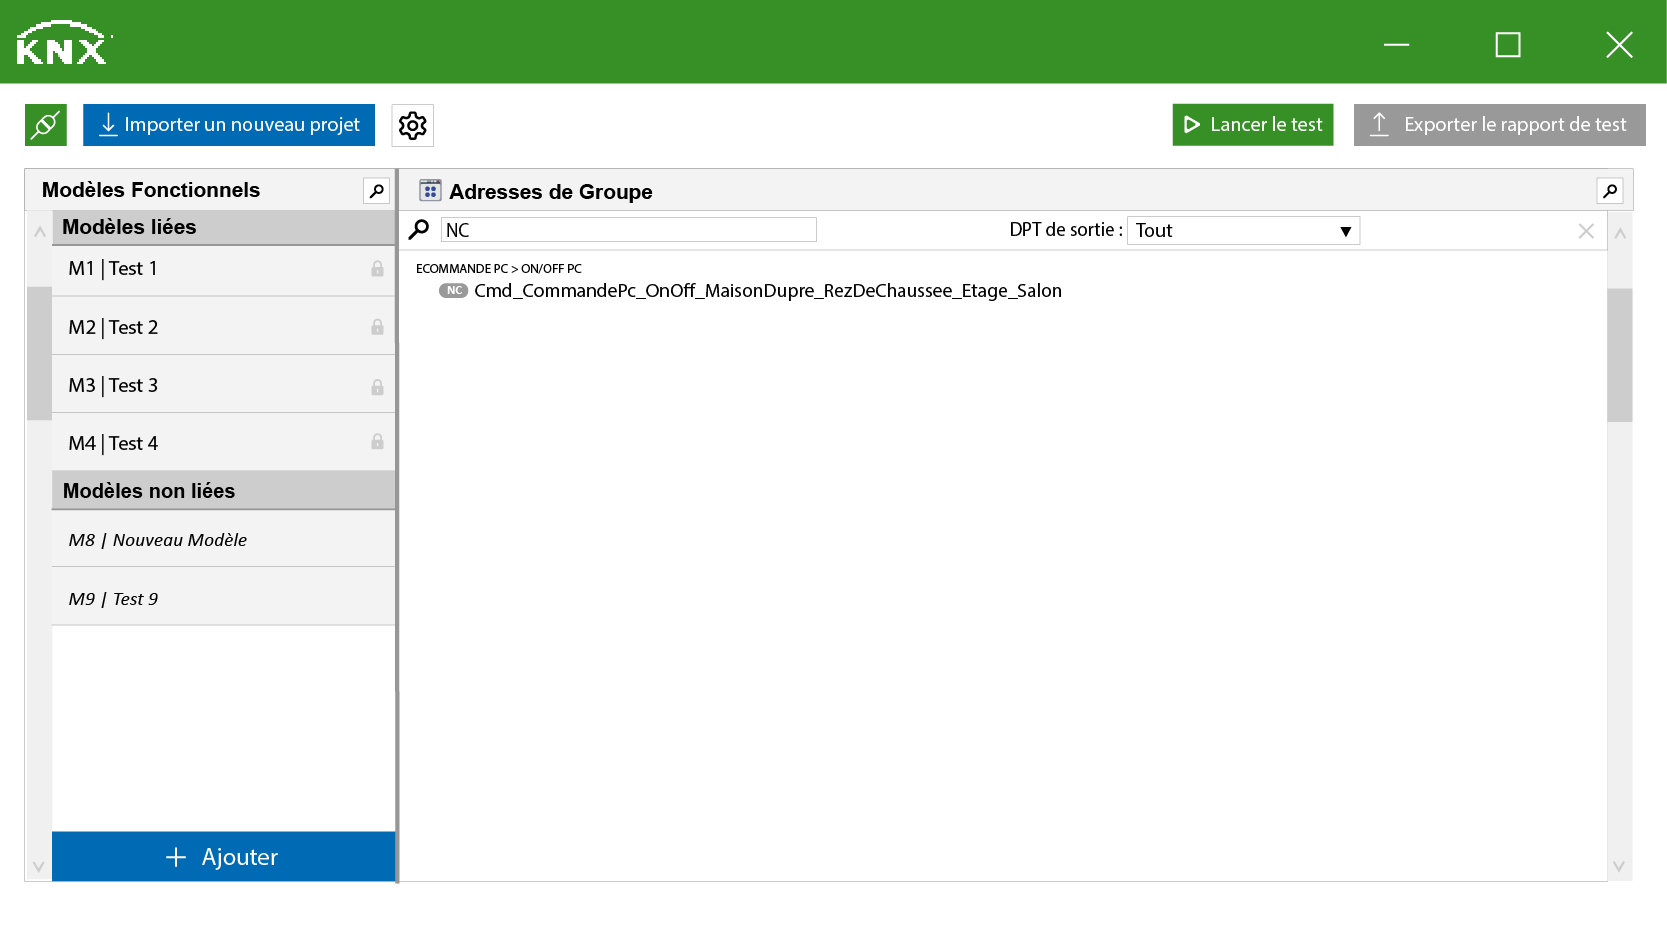 KNX
Importer un nouveau projet
Lancer le test
Exporter le rapport de test
Modèles Fonctionnels
Adresses de Groupe
Modèles liées
NC
DPT de sortie :
Tout
M1 | Test 1
ECOMMANDE PC > ON/OFF PC
NC Cmd_CommandePc_OnOff_MaisonDupre_RezDeChaussee_Etage_Salon
M2 | Test 2
M3 | Test 3
M4 | Test 4
Modèles non liées
M8 | Nouveau Modèle
M9 | Test 9
Ajouter